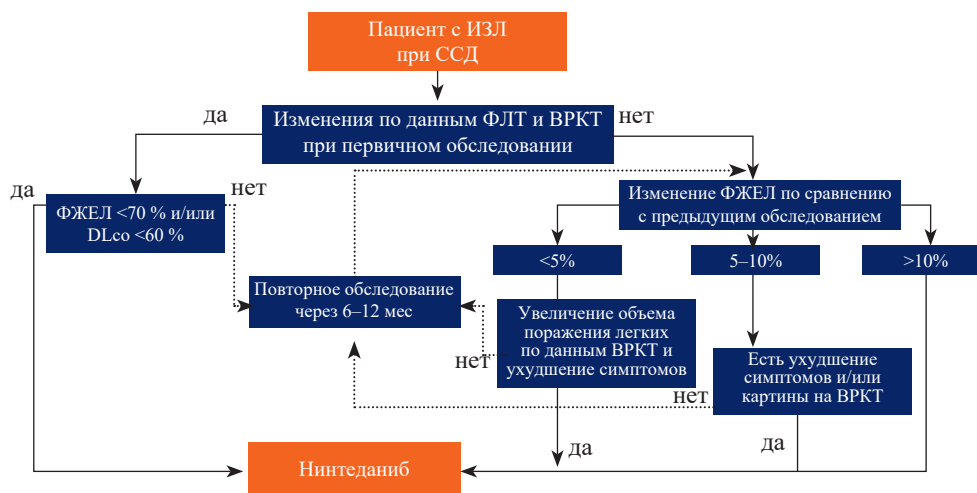 Пациент с ИЗЛ
при ССД
да
нет
Изменения по данным ФЛТ и ВРКТ
при первичном обследовании
да
ФЖЕЛ <70 % и/или
DLco <60 %
нет
Изменение ФЖЕЛ по сравнению
с предыдущим обследованием
<5%
5–10%
>10%
Повторное обследование
через 6–12 мес
Увеличение объема
поражения легких
по данным ВРКТ и
ухудшение симптомов
нет
Есть ухудшение
симптомов и/или
картины на ВРКТ
нет
да
да
Нинтеданиб